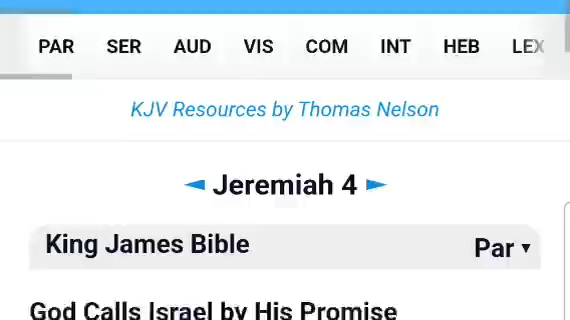 PAR SER AUD VIS COM INT HEB LEX
KJV Resources by Thomas Nelson
◄ Jeremiah 4 ►
King James Bible Par ▾
God Calls Israel by His Promise